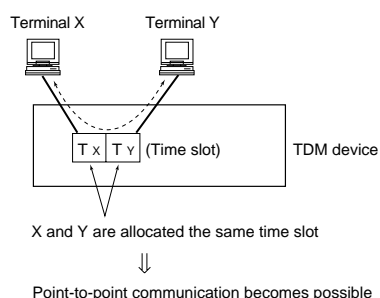 Terminal X Terminal Y
T X T Y (Time slot) TDM device
X and Y are allocated the same time slot
⇓
Point-to-point communication becomes possible